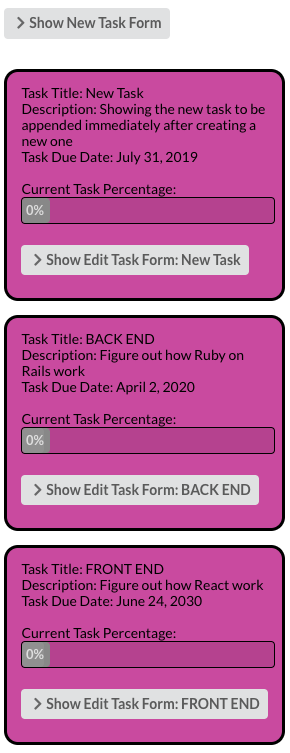 Show New Task Form
Task Title: New Task
Description: Showing the new task to be
appended immediately after creating a
new one
Task Due Date: July 31, 2019
Current Task Percentage:
0%
Show Edit Task Form: New Task
Task Title: BACK END
Description: Figure out how Ruby on
Rails work
Task Due Date: April 2, 2020
Current Task Percentage:
0%
Show Edit Task Form: BACK END
Task Title: FRONT END
Description: Figure out how React work
Task Due Date: June 24, 2030
Current Task Percentage:
0%
Show Edit Task Form: FRONT END